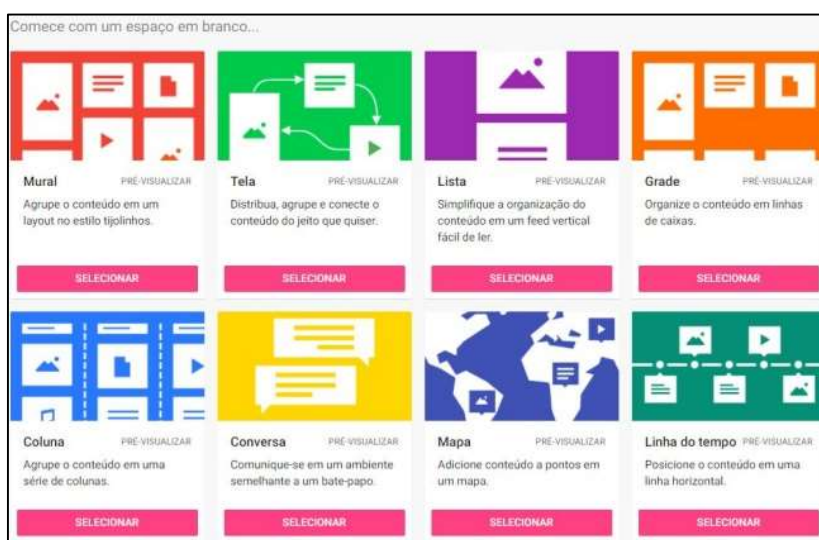 Comece com um espaço em branco...
Mural PRÉ-VISUALIZAR
Agrupe o conteúdo em um
layout no estilo tijolinhos.
SELECIONAR
Tela PRÉ-VISUALIZAR
Distribua, agrupe e conecte o
conteúdo do jeito que quiser.
SELECIONAR
Lista PRÉ-VISUALIZAR
Simplifique a organização do
conteúdo em um feed vertical
fácil de ler.
SELECIONAR
Grade PRÉ-VISUALIZAR
Organize o conteúdo em linhas
de caixas.
SELECIONAR
Coluna PRÉ-VISUALIZAR
Agrupe o conteúdo em uma
série de colunas.
SELECIONAR
Conversa PRÉ-VISUALIZAR
Comunique-se em um ambiente
semelhante a um bate-papo.
SELECIONAR
Mapa PRÉ-VISUALIZAR
Adicione conteúdo a pontos em
um mapa.
SELECIONAR
Linha do tempo PRÉ-VISUALIZAR
Posicione o conteúdo em uma
linha horizontal.
SELECIONAR